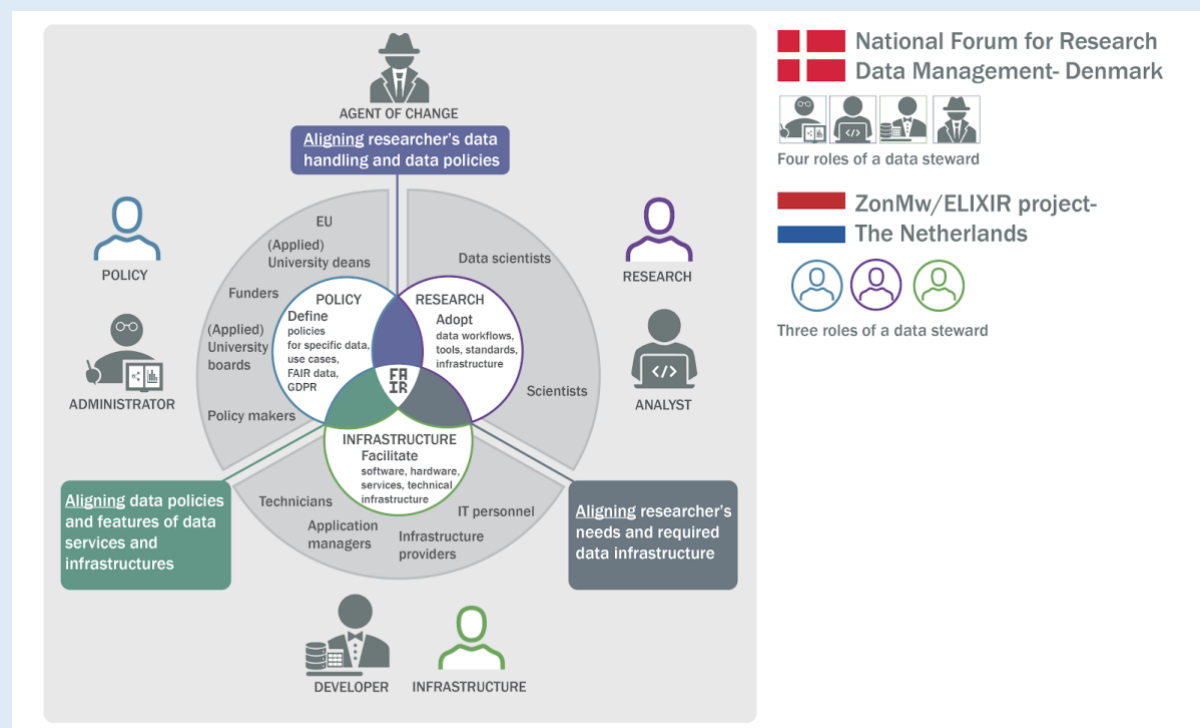 AGENT OF CHANGE
Aligning researcher's data
handling and data policies
POLICY
ADMINISTRATOR
EU
(Applied)
University deans
Funders
(Applied)
University
boards
Policy makers
POLICY
Define
policies
for specific data,
use cases,
FAIR data,
GDPR
RESEARCH
Adopt
data workflows,
tools, standards,
infrastructure
FA
IR
INFRASTRUCTURE
Facilitate
software, hardware,
services, technical
infrastructure
Data scientists
Scientists
RESEARCH
</>
ANALYST
Technicians
Application
managers
Infrastructure
providers
IT personnel
Aligning data policies
and features of data
services and
infrastructures
Aligning researcher's
needs and required
data infrastructure
DEVELOPER
INFRASTRUCTURE
National Forum for Research
Data Management- Denmark
</>
Four roles of a data steward
ZonMw/ELIXIR project-
The Netherlands
Three roles of a data steward